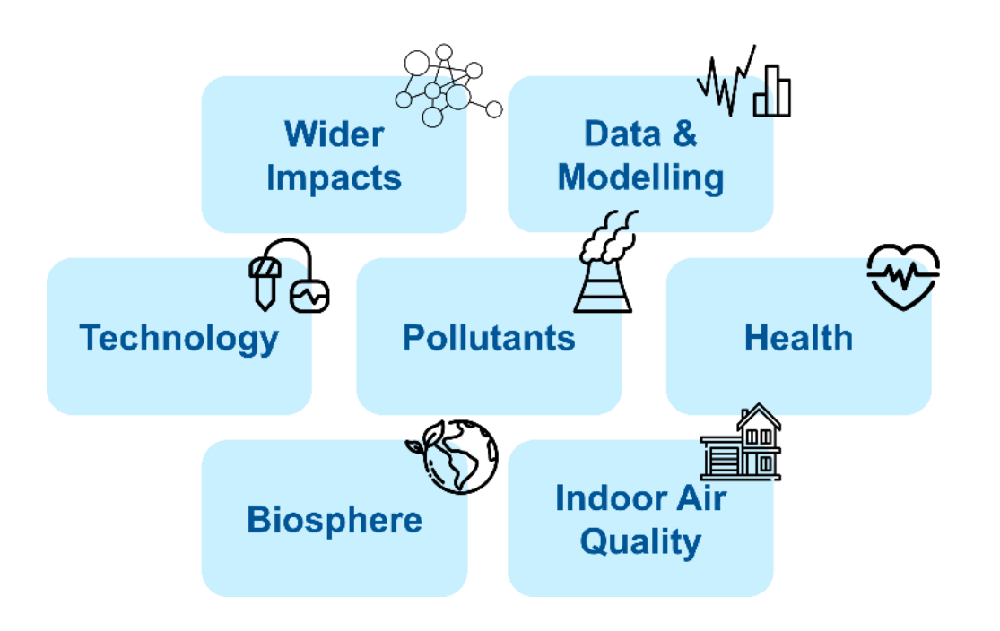 Wider
Impacts
Data &
Modelling
Technology
Pollutants
Health
Biosphere
Indoor Air
Quality